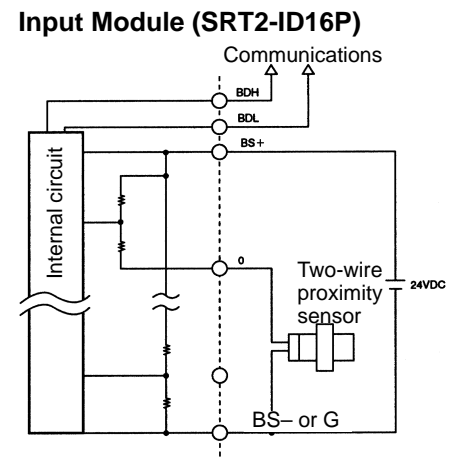 Input Module (SRT2-ID16P)
Communications
BDH
BDL
BS+
Internal circuit
0
Two-wire
proximity
sensor
24VDC
BS– or G